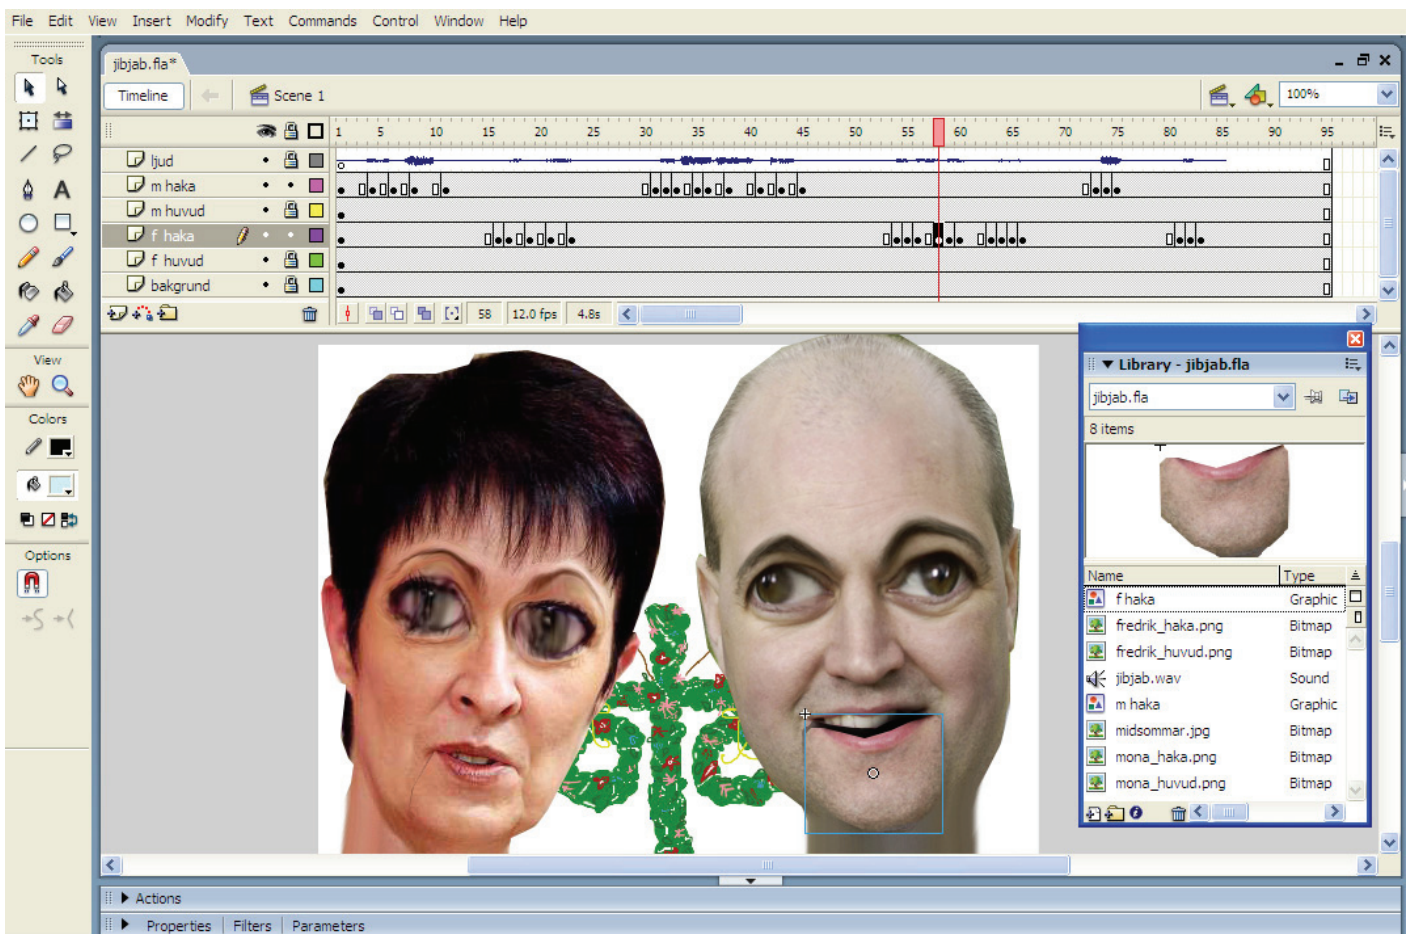 File Edit View Insert Modify Text Commands Control Window Help
Tools
jibjab.fla*
Timeline Scene 1 100%
1 5 10 15 20 25 30 35 40 45 50 55 60 65 70 75 80 85 90 95
ljud
m haka
m huvud
f haka
f huvud
bakgrund
58 12.0 fps 4.8s
View
Colors
Options
Library - jibjab.fla
jibjab.fla
8 items
Name Type
f haka Graphic
fredrik_haka.png Bitmap
fredrik_huvud.png Bitmap
jibjab.wav Sound
m haka Graphic
midsommar.jpg Bitmap
mona_haka.png Bitmap
mona_huvud.png Bitmap
Actions
Properties Filters Parameters